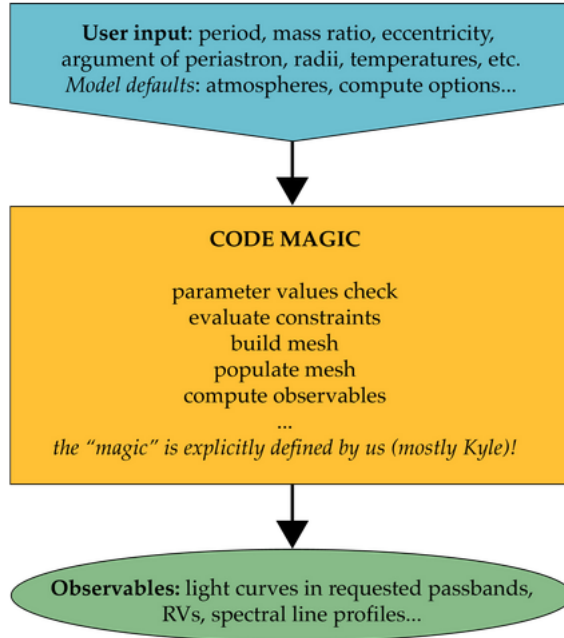 User input: period, mass ratio, eccentricity,
argument of periastron, radii, temperatures, etc.
Model defaults: atmospheres, compute options...
CODE MAGIC
parameter values check
evaluate constraints
build mesh
populate mesh
compute observables
...
the “magic” is explicitly defined by us (mostly Kyle)!
Observables: light curves in requested passbands,
RVs, spectral line profiles...